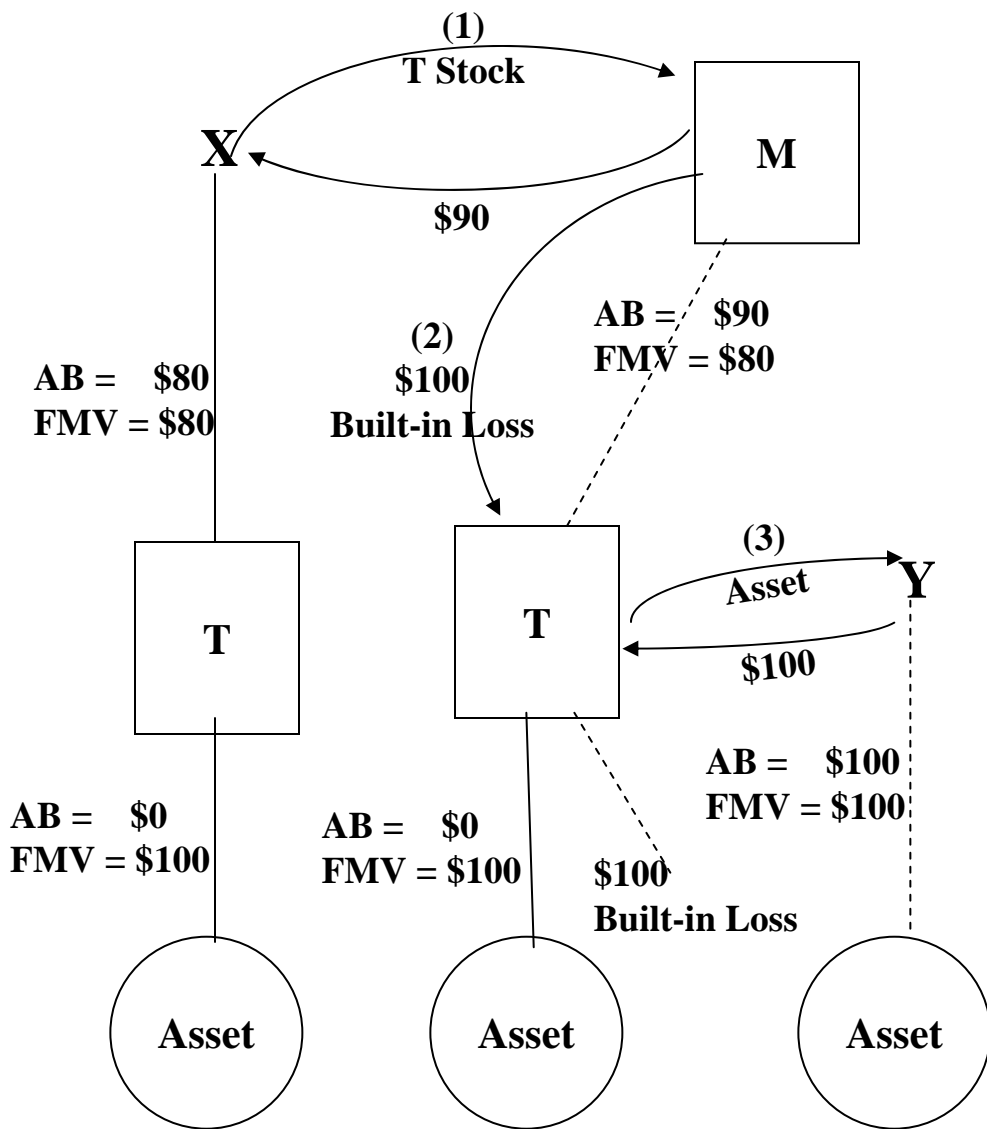 (1)
T Stock
X
M
$90
AB = $90
FMV = $80
(2)
$100
Built-in Loss
AB = $80
FMV = $80
(3)
Asset
Y
$100
T
T
AB = $100
FMV = $100
AB = $0
FMV = $100
AB = $0
FMV = $100
$100
Built-in Loss
Asset
Asset
Asset